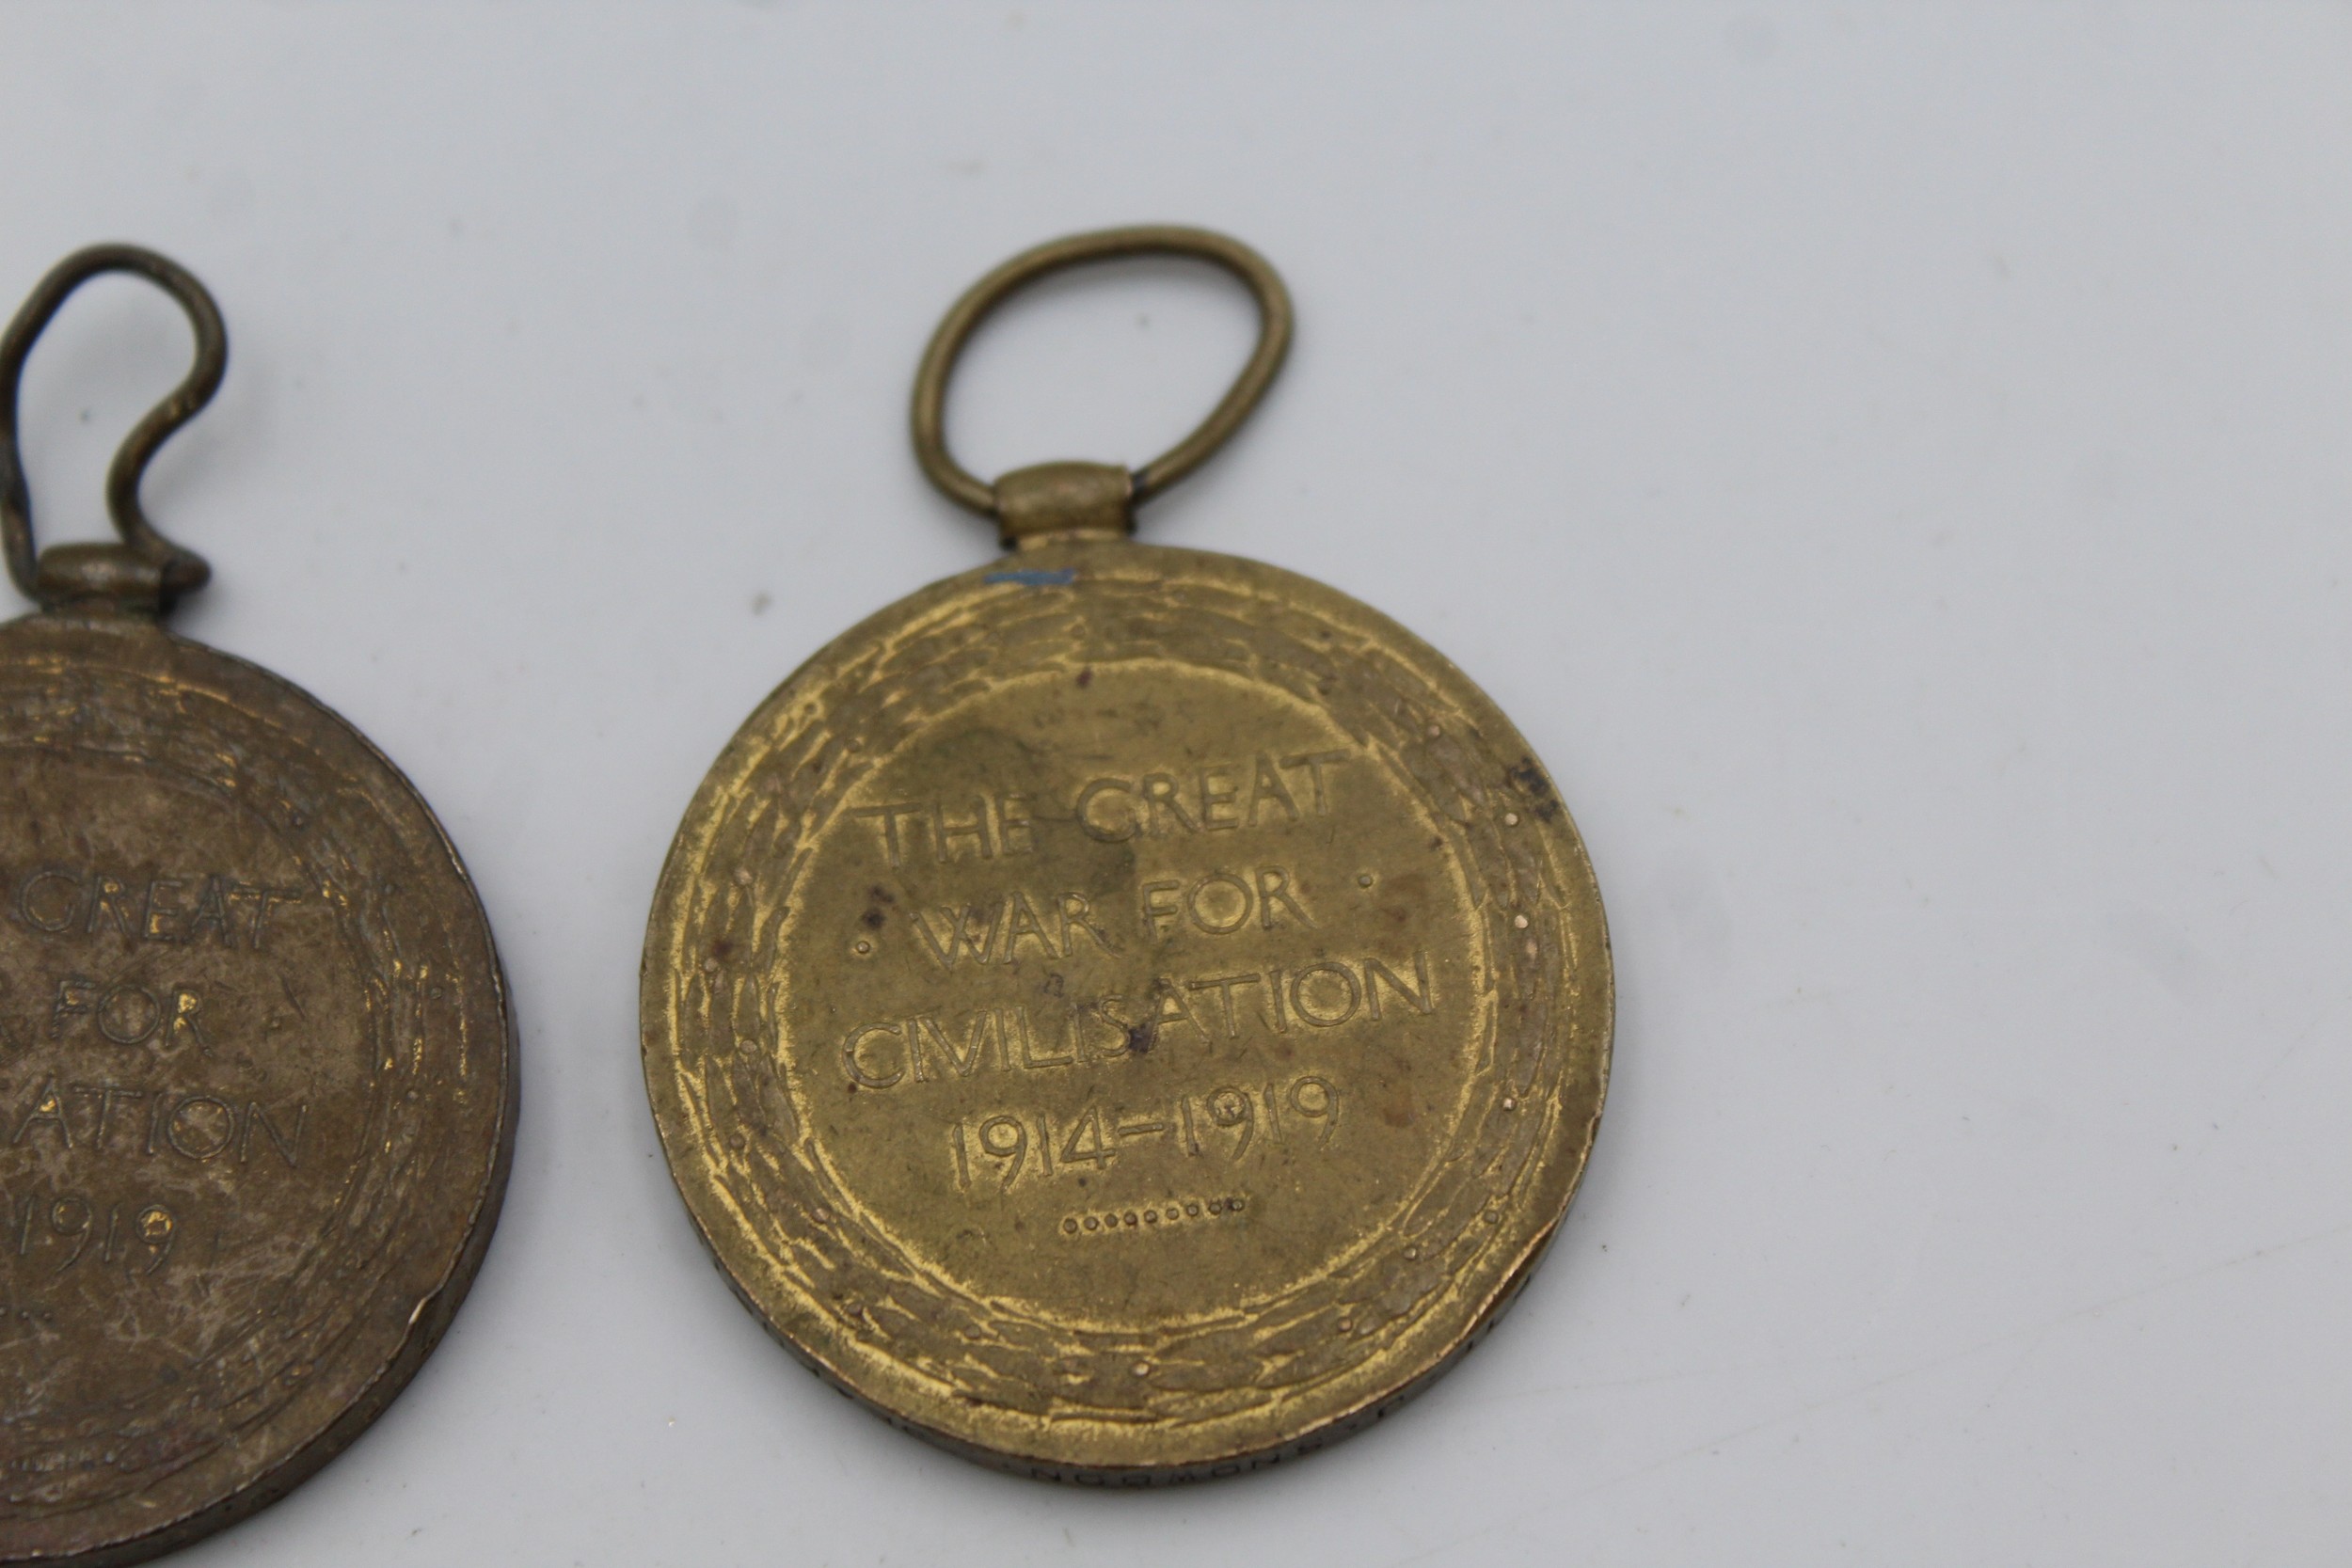 GREAT
FOR
ATION
1919
THE GREAT
WAR FOR
CIVILISATION
1914-1919